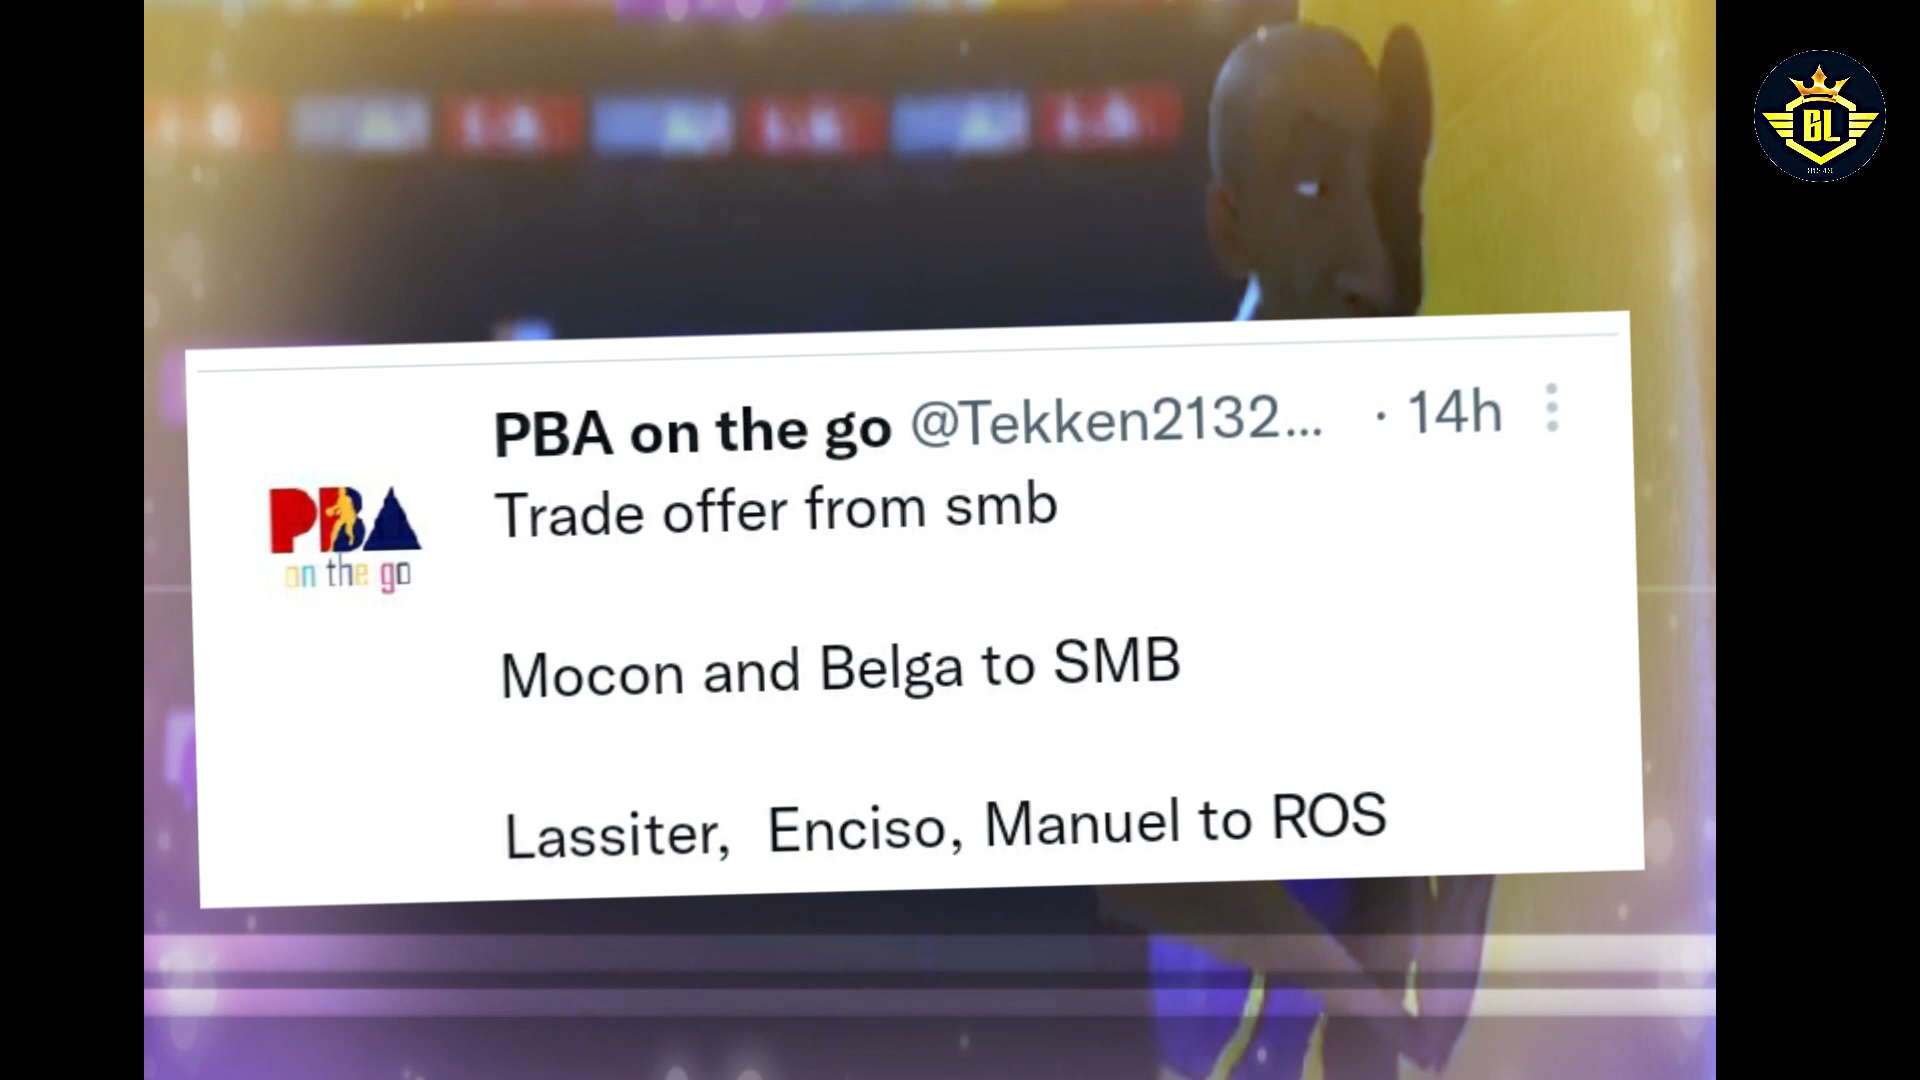 BL
PBA on the go @Tekken2132... · 14h
Trade offer from smb
PBA
on the go
Mocon and Belga to SMB
Lassiter, Enciso, Manuel to ROS